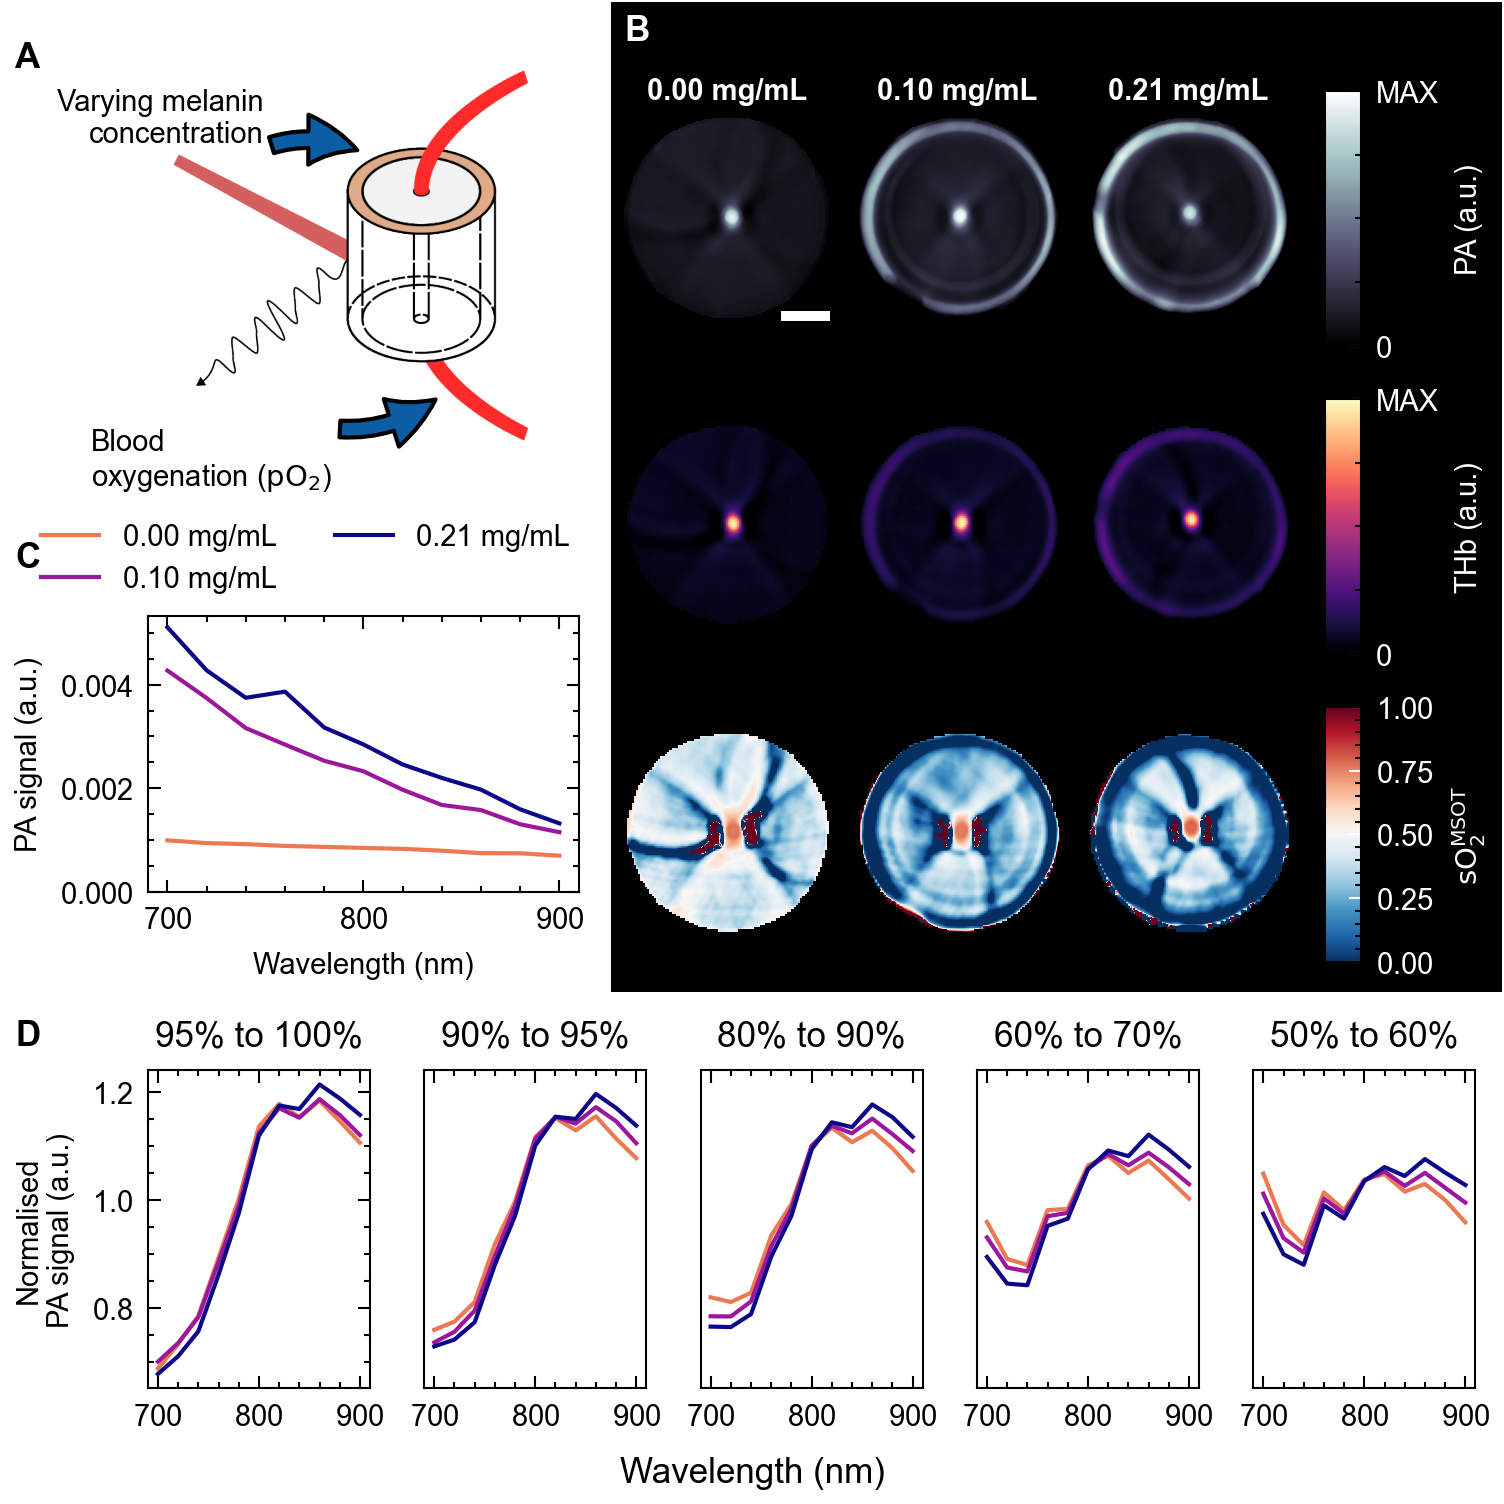 A
Varying melanin
concentration
Blood
oxygenation (pO₂)
B
0.00 mg/mL 0.10 mg/mL 0.21 mg/mL
MAX
PA (a.u.)
0
MAX
THb (a.u.)
0
1.00
0.75
0.50
0.25
0.00
sO₂ᴹˢᴼᵀ
C
0.00 mg/mL 0.21 mg/mL
0.10 mg/mL
PA signal (a.u.)
0.004
0.002
0.000
700 800 900
Wavelength (nm)
D
95% to 100% 90% to 95% 80% to 90% 60% to 70% 50% to 60%
Normalised
PA signal (a.u.)
1.2
1.0
0.8
700 800 900 700 800 900 700 800 900 700 800 900 700 800 900
Wavelength (nm)